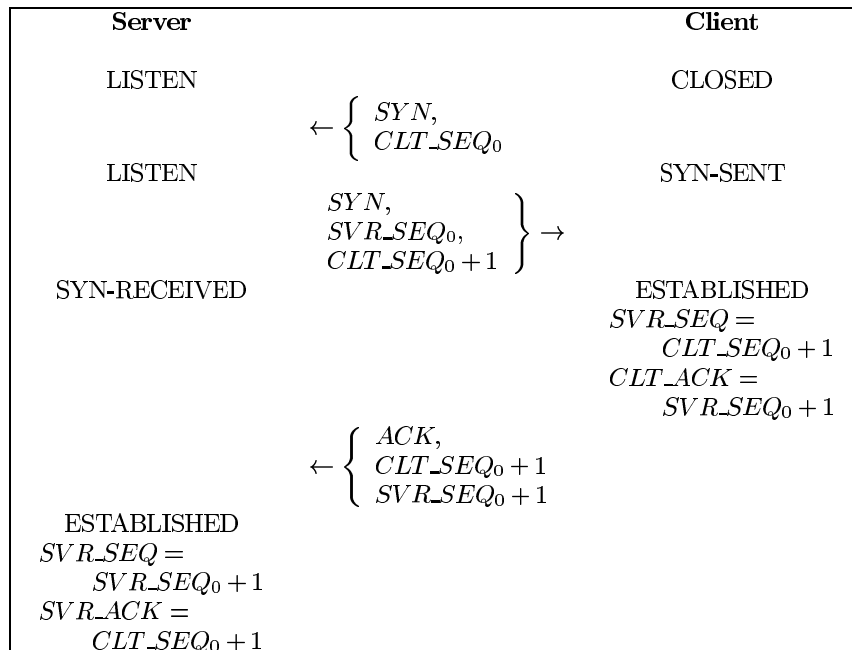 Server Client
LISTEN CLOSED
← { SYN,
CLT_SEQ₀
LISTEN SYN-SENT
SYN,
SVR_SEQ₀,
CLT_SEQ₀ + 1 } →
SYN-RECEIVED ESTABLISHED
SVR_SEQ =
CLT_SEQ₀ + 1
CLT_ACK =
SVR_SEQ₀ + 1
← { ACK,
CLT_SEQ₀ + 1
SVR_SEQ₀ + 1
ESTABLISHED
SVR_SEQ =
SVR_SEQ₀ + 1
SVR_ACK =
CLT_SEQ₀ + 1